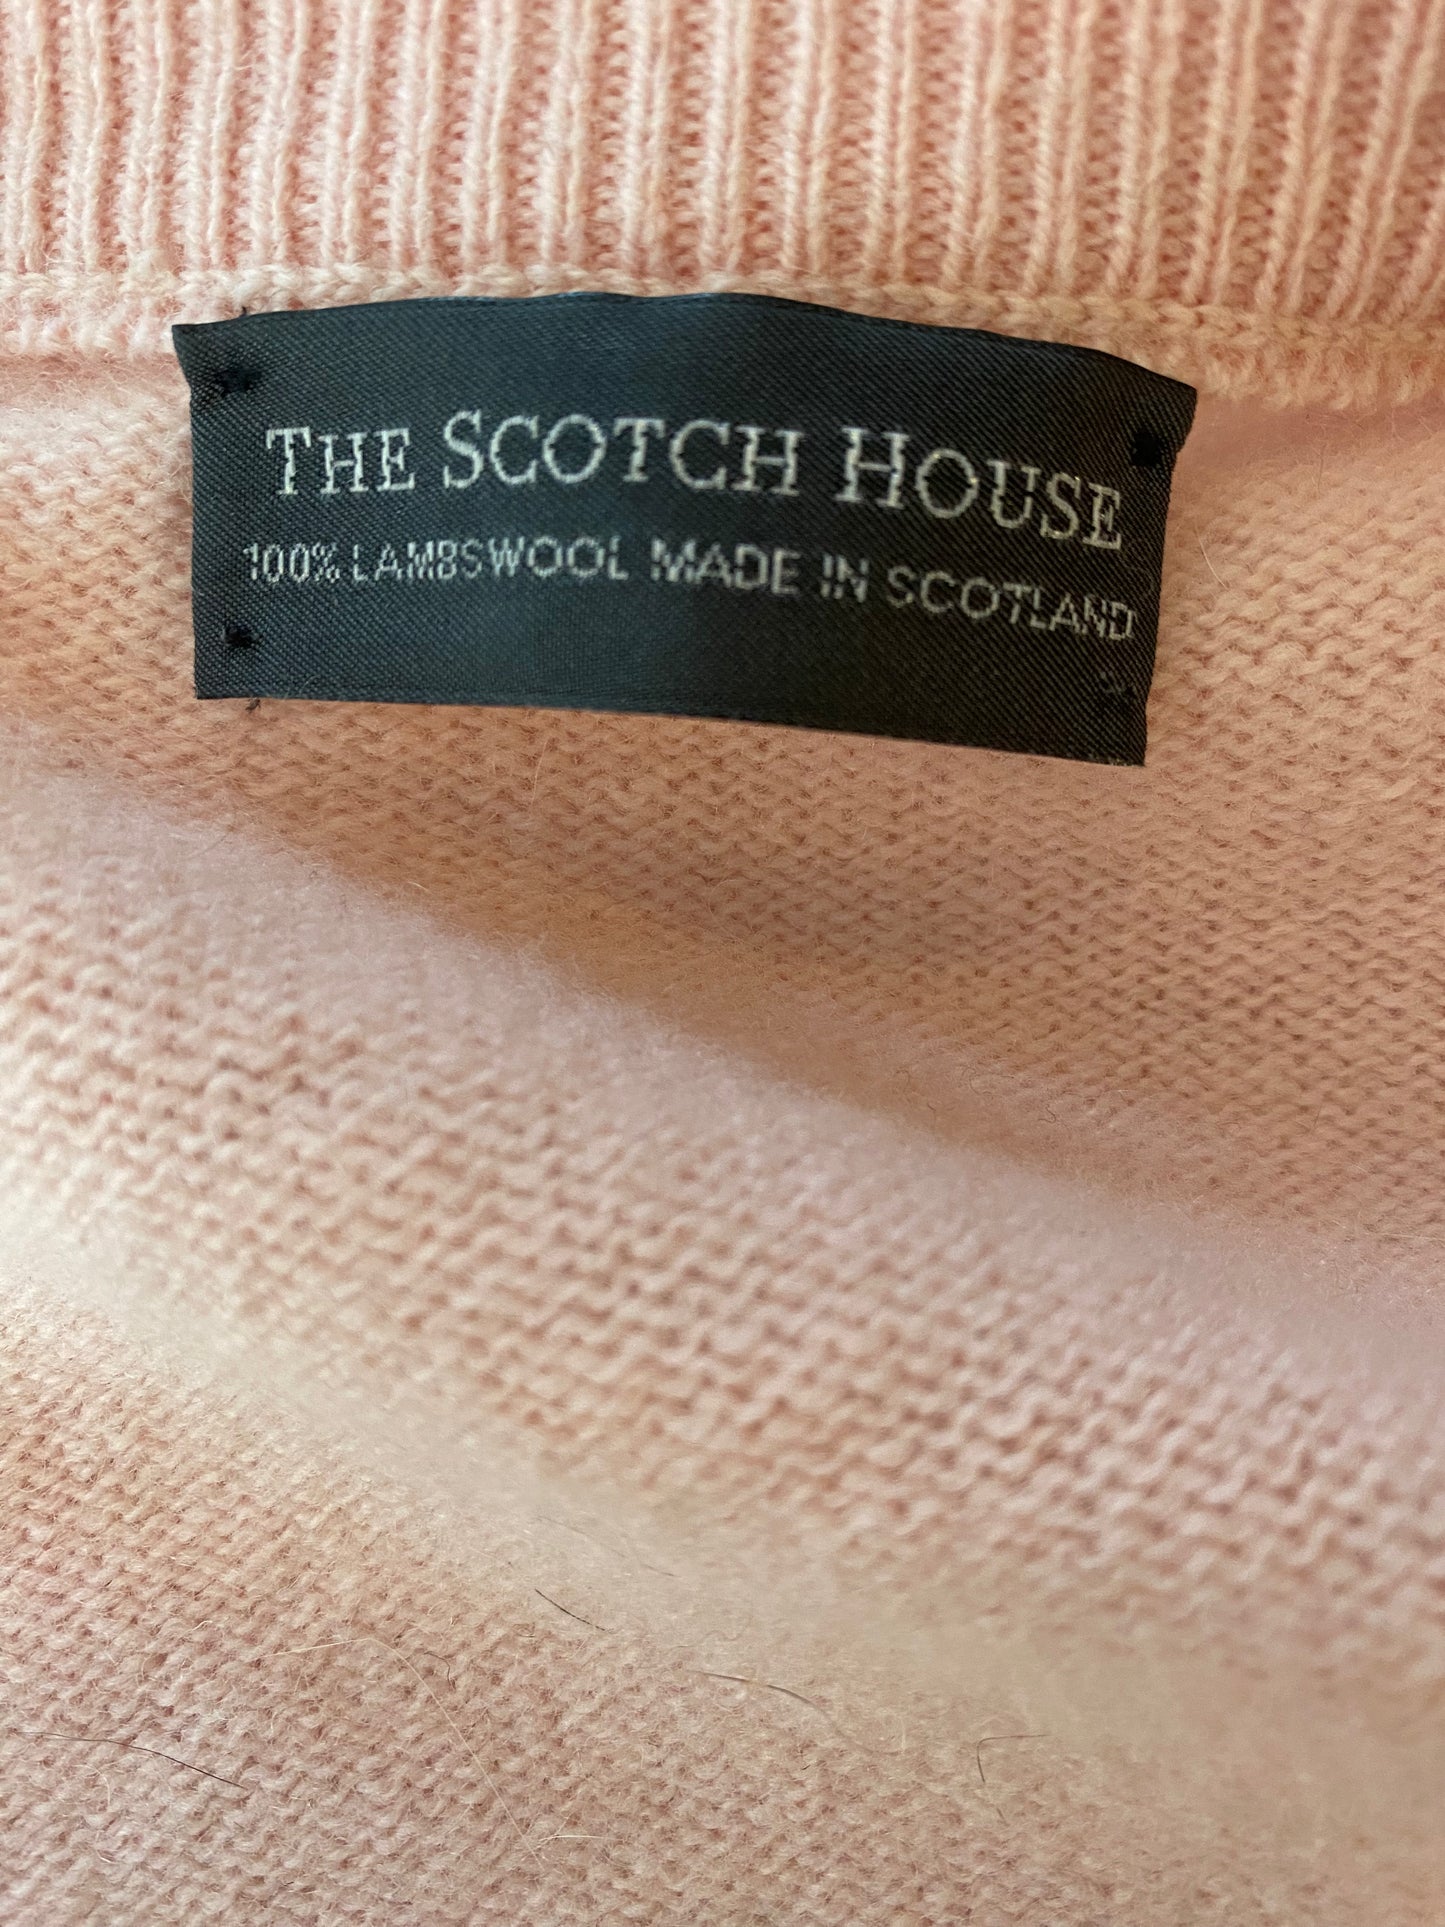 THE SCOTCH HOUSE
100% LAMBSWOOL MADE IN SCOTLAND